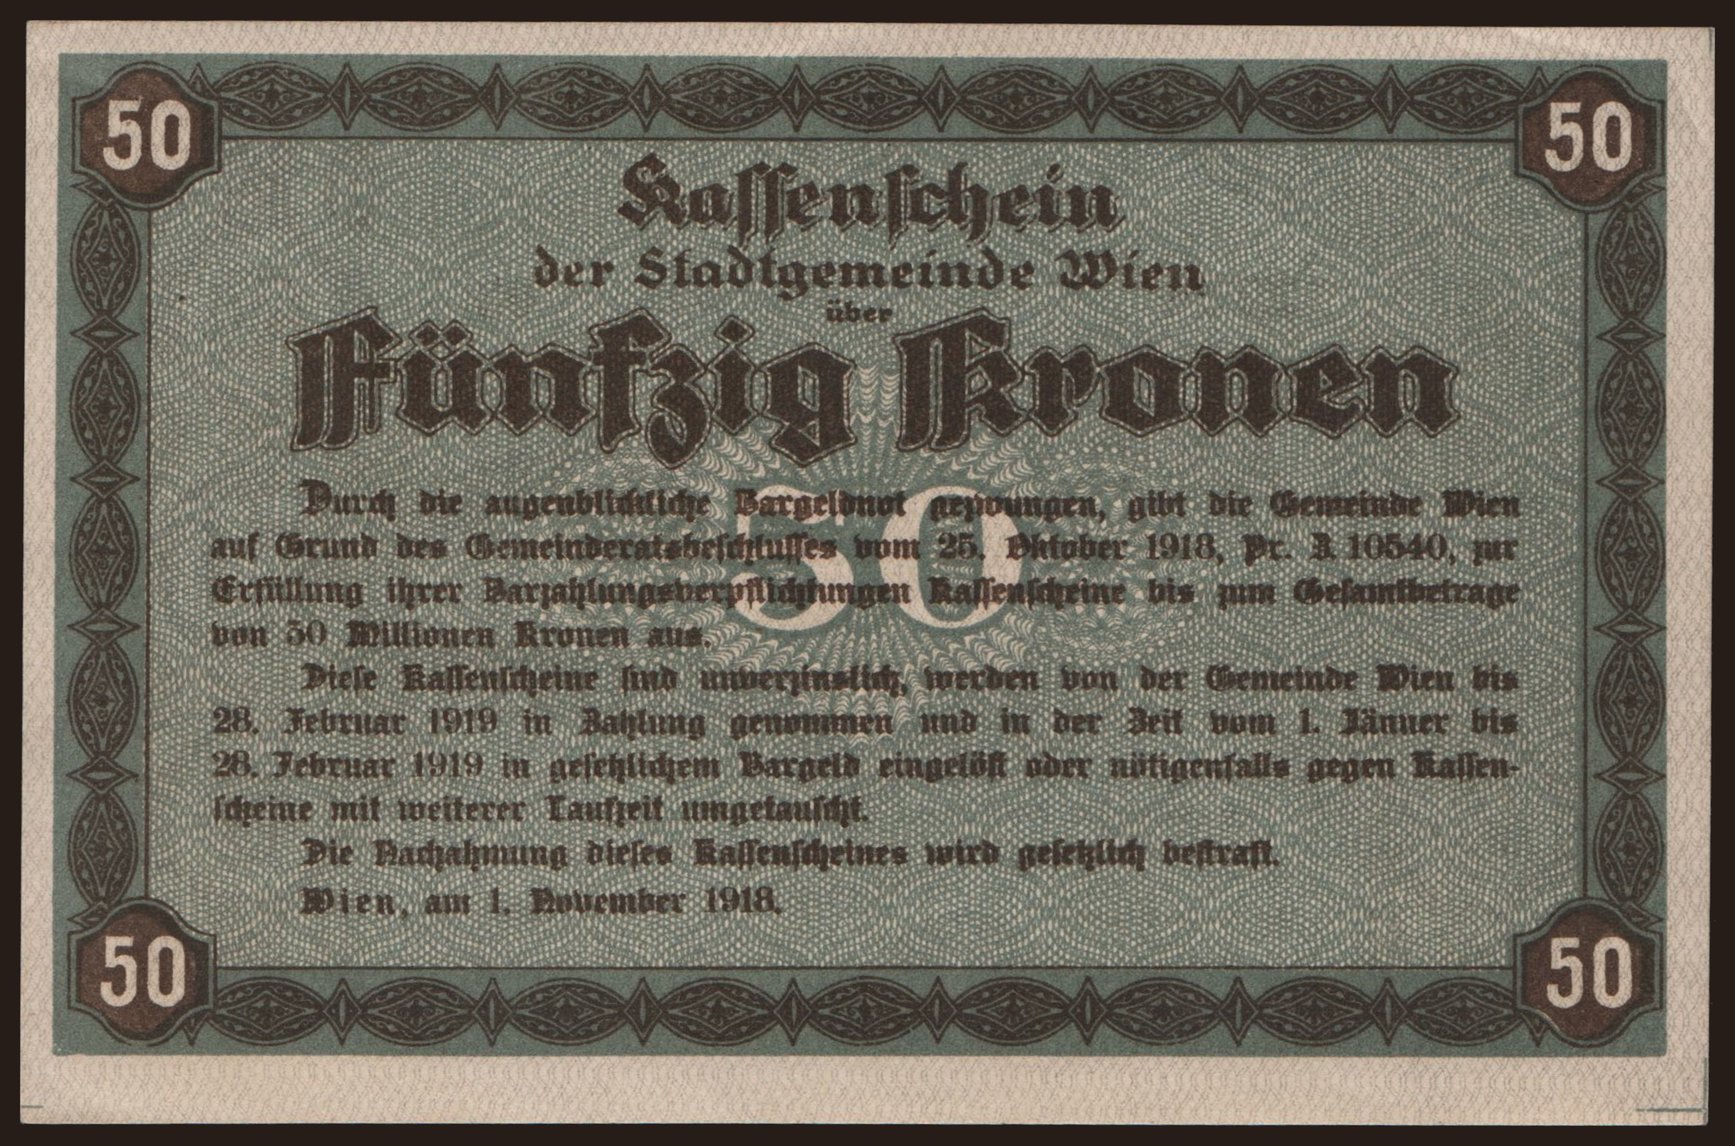 50 50
Kassenschein
der Stadtgemeinde Wien
über
Fünfzig Kronen
50
Durch die augenblickliche Bargeldnot gezwungen, gibt die Gemeinde Wien
auf Grund des Gemeinderatsbeschlusses vom 25. Oktober 1918, Pr. Z 10540, zur
Erfüllung ihrer Barzahlungsverpflichtungen Kassenscheine bis zum Gesamtbetrage
von 50 Millionen Kronen aus.
Diese Kassenscheine sind unverzinslich, werden von der Gemeinde Wien bis
28. Februar 1919 in Zahlung genommen und in der Zeit vom 1. Jänner bis
28. Februar 1919 in gesetzlichem Bargeld eingelöst oder nötigenfalls gegen Kassen-
scheine mit weiterer Laufzeit umgetauscht.
Die Nachahmung dieses Kassenscheines wird gesetzlich bestraft.
Wien, am 1. November 1918.
50 50